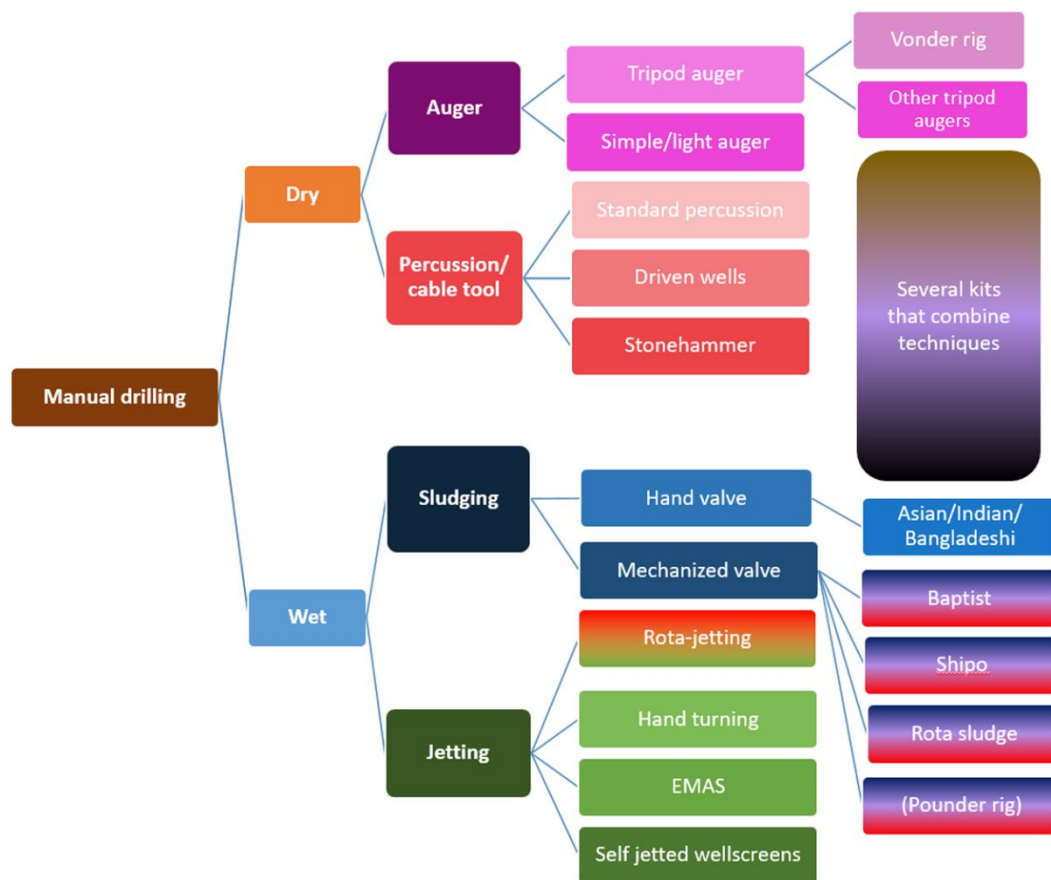 Vonder rig
Tripod auger
Other tripod
augers
Auger
Simple/light auger
Dry
Standard percussion
Percussion/
cable tool
Driven wells
Stonehammer
Several kits
that combine
techniques
Manual drilling
Sludging
Hand valve
Asian/Indian/
Bangladeshi
Mechanized valve
Baptist
Wet
Rota-jetting
Shipo
Jetting
Hand turning
Rota sludge
EMAS
(Pounder rig)
Self jetted wellscreens